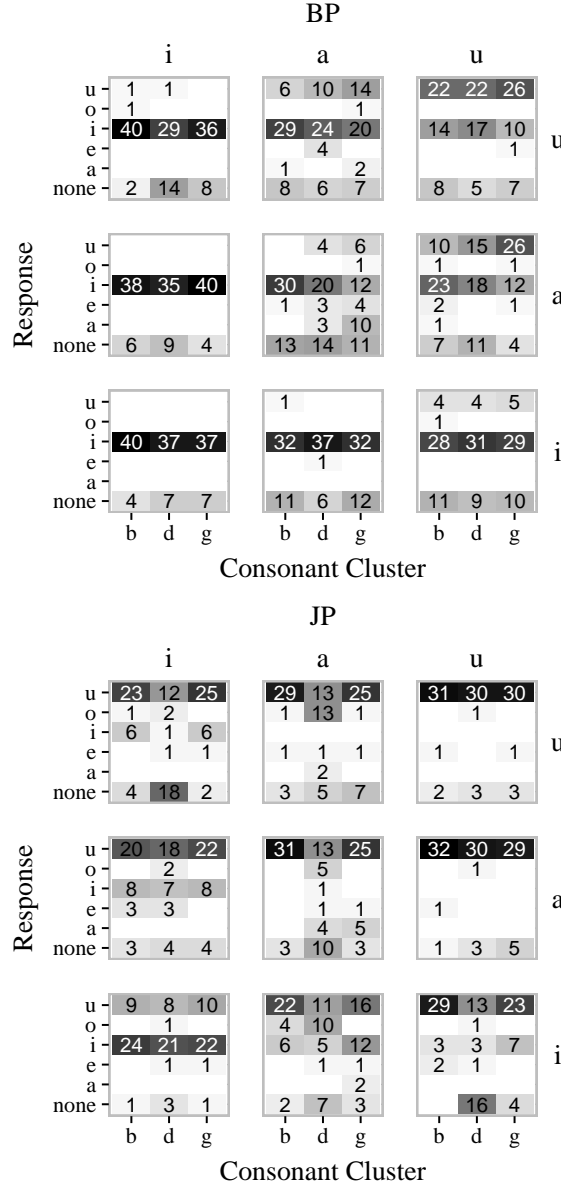 BP
i a u
u 1 1 6 10 14 22 22 26
o 1 1
i 40 29 36 29 24 20 14 17 10 u
e 4 1
a 1 2
none 2 14 8 8 6 7 8 5 7
u 4 6 10 15 26
o 1 1 1
i 38 35 40 30 20 12 23 18 12 a
e 1 3 4 2 1
a 3 10 1
none 6 9 4 13 14 11 7 11 4
u 1 4 4 5
o 1
i 40 37 37 32 37 32 28 31 29 i
e 1
a
none 4 7 7 11 6 12 11 9 10
b d g b d g b d g
Response
Consonant Cluster
JP
i a u
u 23 12 25 29 13 25 31 30 30
o 1 2 1 13 1 1
i 6 1 6 u
e 1 1 1 1 1 1 1
a 2
none 4 18 2 3 5 7 2 3 3
u 20 18 22 31 13 25 32 30 29
o 2 5 1
i 8 7 8 1 a
e 3 3 1 1 1
a 4 5
none 3 4 4 3 10 3 1 3 5
u 9 8 10 22 11 16 29 13 23
o 1 4 10 1
i 24 21 22 6 5 12 3 3 7 i
e 1 1 1 1 2 1
a 2
none 1 3 1 2 7 3 16 4
b d g b d g b d g
Response
Consonant Cluster